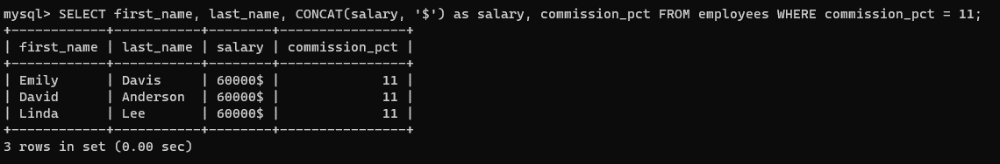 mysql> SELECT first_name, last_name, CONCAT(salary, '$') as salary, commission_pct FROM employees WHERE commission_pct = 11;
+------------+-----------+--------+----------------+
| first_name | last_name | salary | commission_pct |
+------------+-----------+--------+----------------+
| Emily      | Davis     | 60000$ |             11 |
| David      | Anderson  | 60000$ |             11 |
| Linda      | Lee       | 60000$ |             11 |
+------------+-----------+--------+----------------+
3 rows in set (0.00 sec)